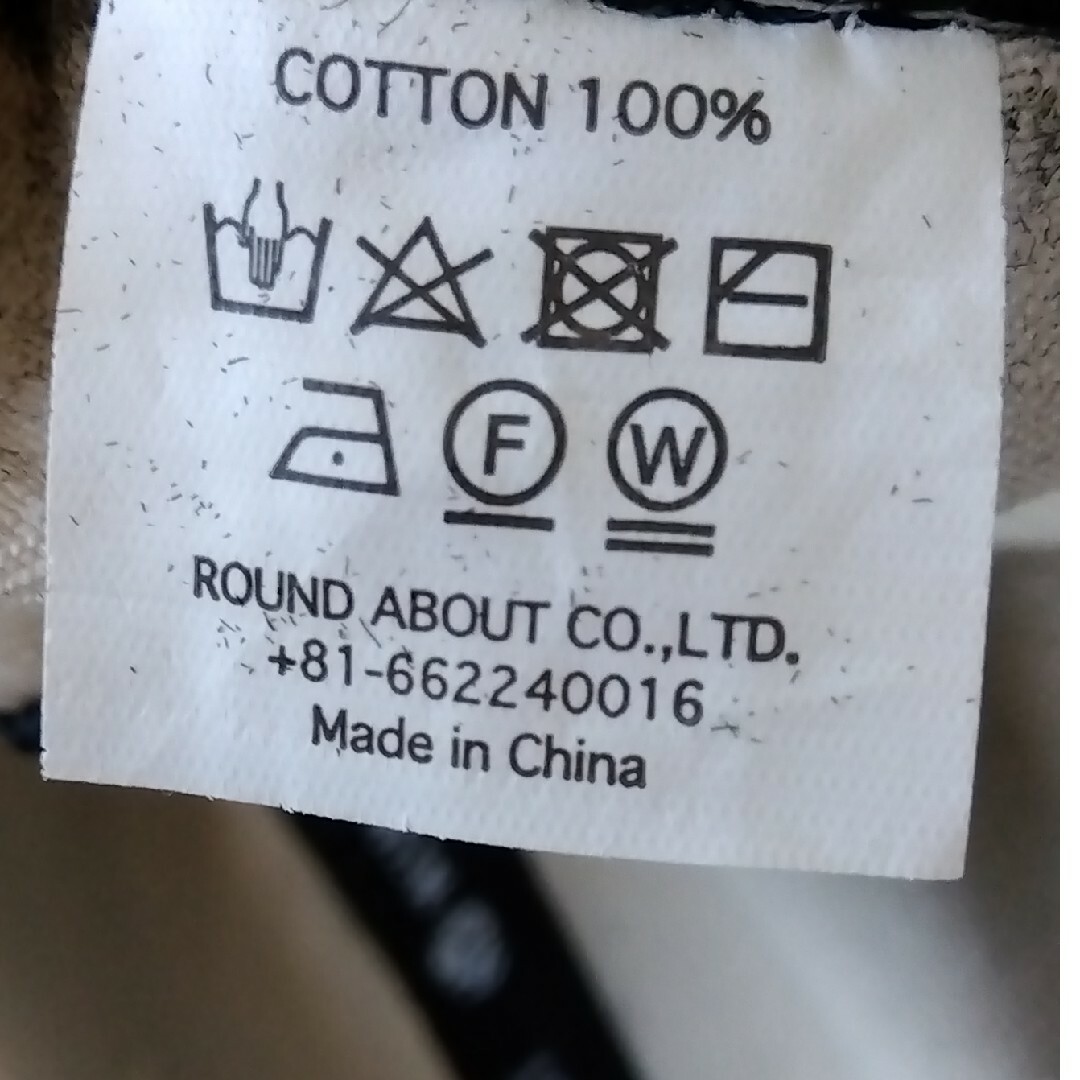 COTTON 100%
F W
ROUND ABOUT CO.,LTD.
+81-662240016
Made in China